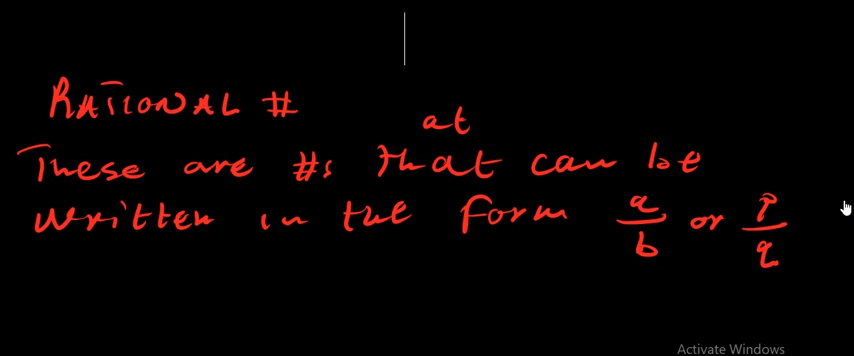 RATIONAL #
at
These are #s that can be
written in the form a/b or p/q
Activate Windows